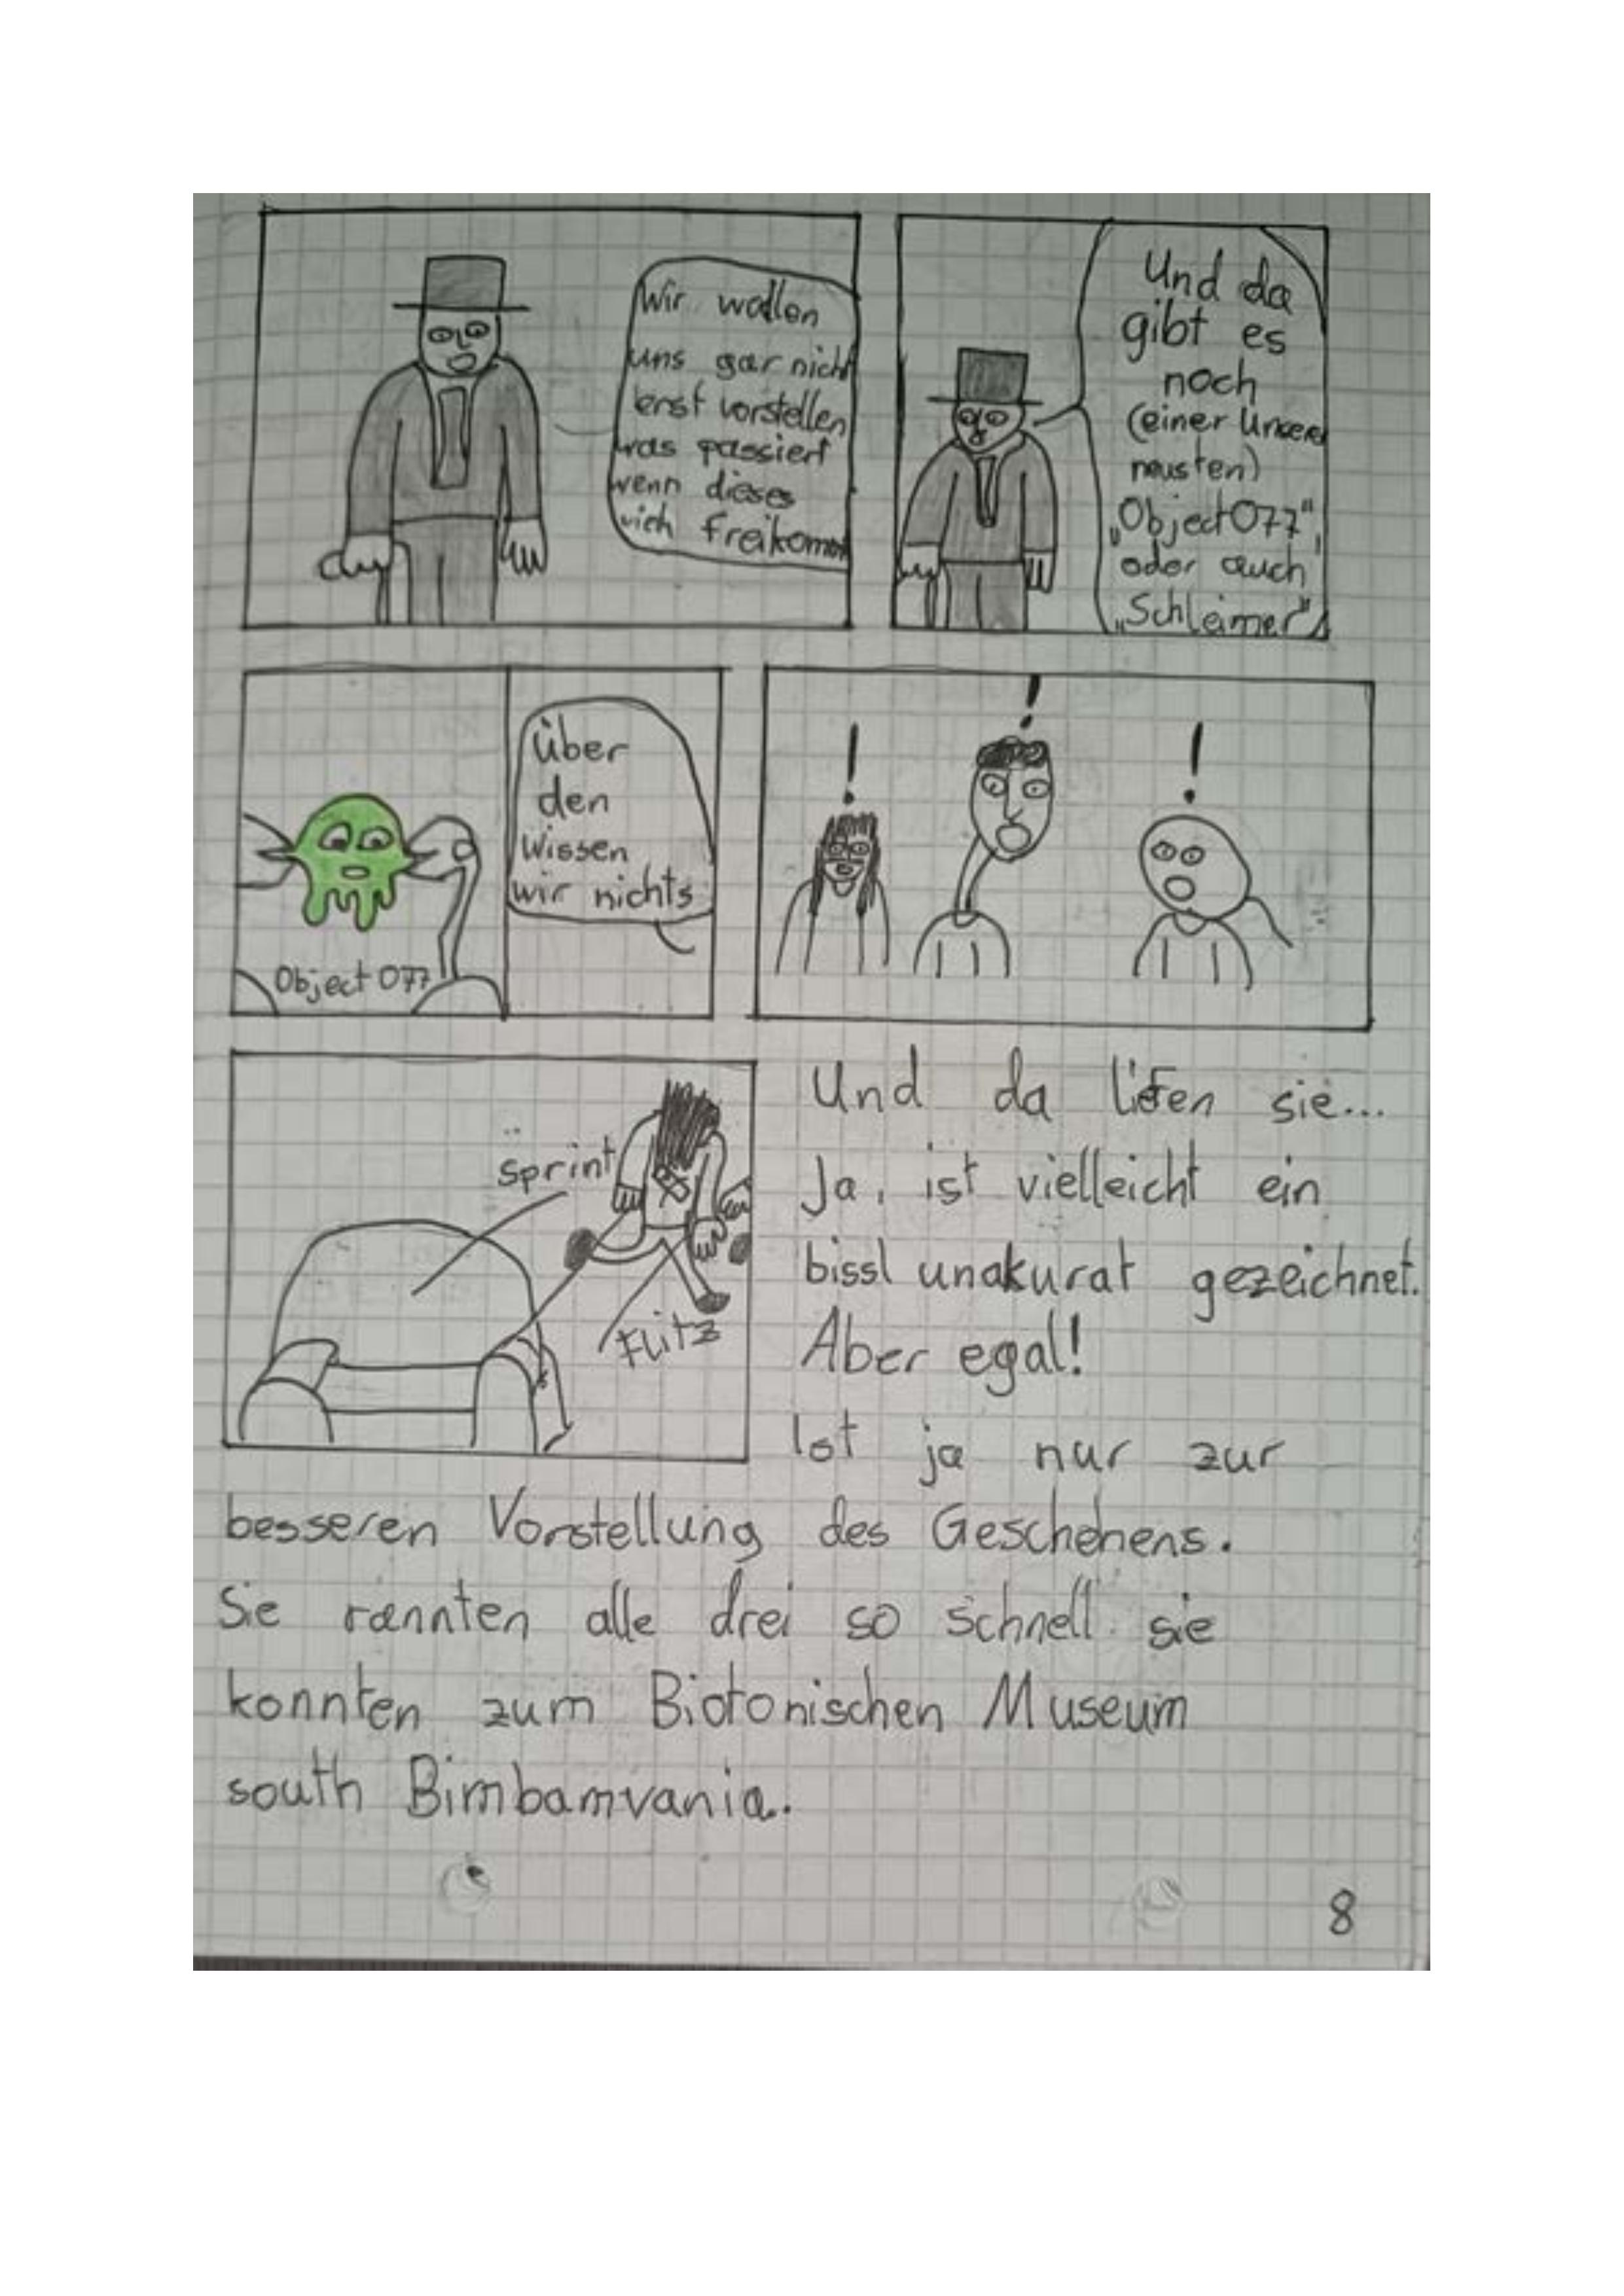 Wir wollen
uns gar nicht
erst vorstellen
was passiert
wenn dieses
vieh freikommt
Und da
gibt es
noch
(einer Unserer
neusten)
„Object 077"
oder auch
„Schleimer"
Über
den
wissen
wir nichts
Object 077
!
!
!
Sprint
Flitz
Und da liefen sie...
Ja, ist vielleicht ein
bissl unakurat gezeichnet.
Aber egal!
Ist ja nur zur
besseren Vorstellung des Geschehens.
Sie rannten alle drei so schnell sie
konnten zum Biotonischen Museum
south Bimbamvania.
8